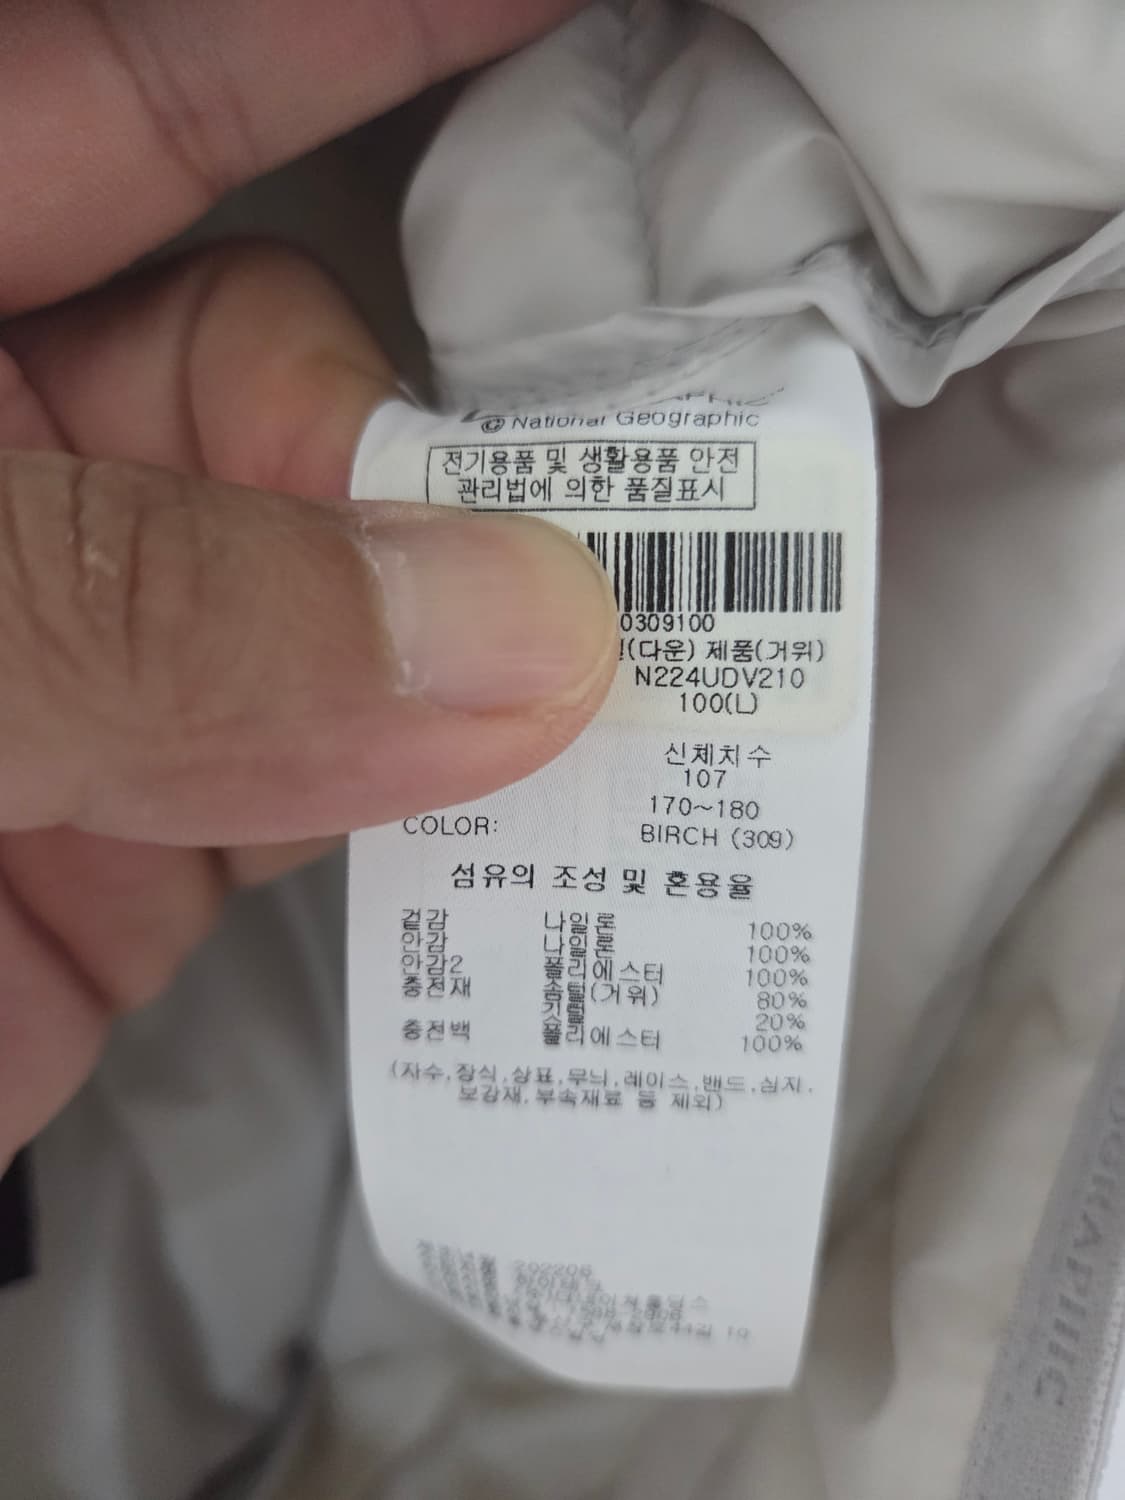 © National Geographic
전기용품 및 생활용품 안전
관리법에 의한 품질표시
0309100
(다운) 제품(거위)
N224UDV210
100(L)
신체치수
107
170~180
COLOR: BIRCH (309)
섬유의 조성 및 혼용율
겉감 나일론 100%
안감 나일론 100%
안감2 폴리에스터 100%
충전재 솜털(거위) 80%
깃털 20%
충전백 폴리에스터 100%
(자수,장식,상표,무늬,레이스,밴드,심지,
보강재,부속재료 등 제외)
202206
OGRAPHIC